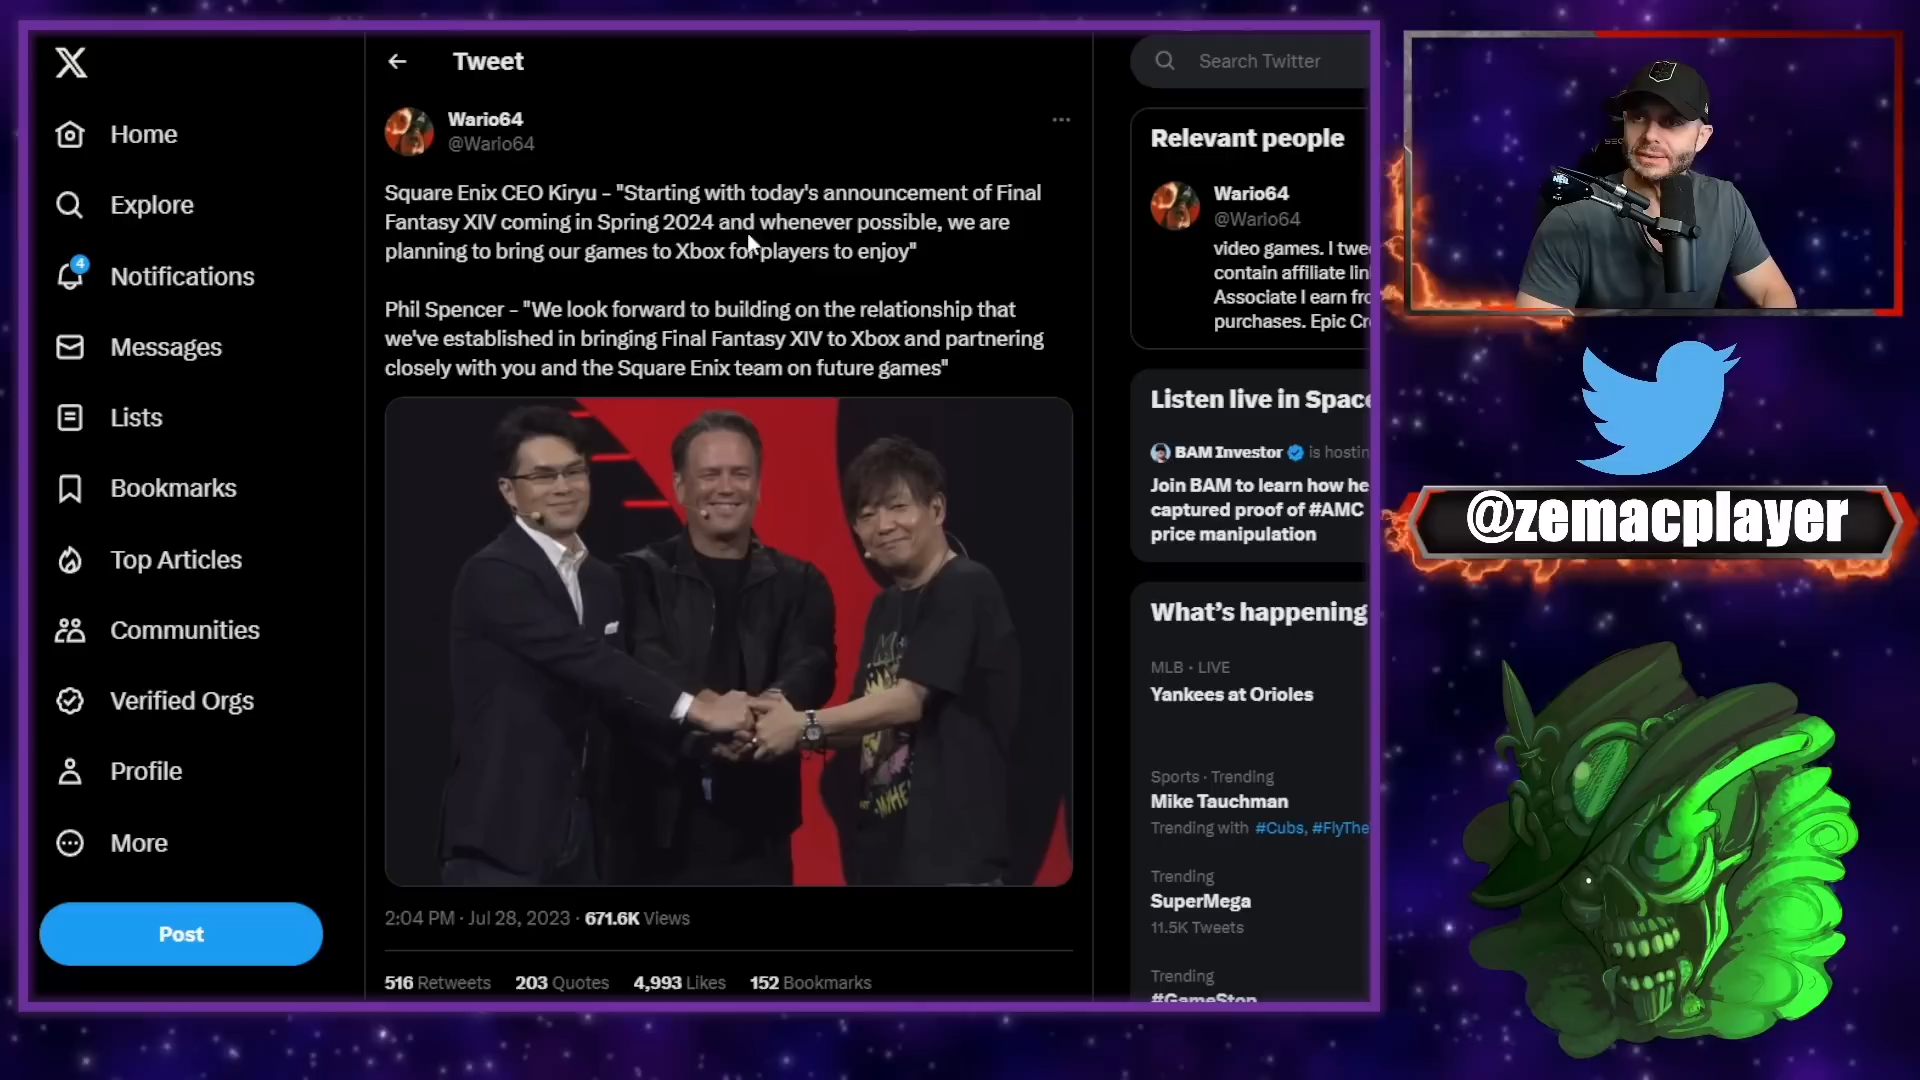 Home
Explore
4
Notifications
Messages
Lists
Bookmarks
Top Articles
Communities
Verified Orgs
Profile
More
Post
Tweet
Wario64
@Wario64
Square Enix CEO Kiryu - "Starting with today's announcement of Final
Fantasy XIV coming in Spring 2024 and whenever possible, we are
planning to bring our games to Xbox for players to enjoy"
Phil Spencer - "We look forward to building on the relationship that
we've established in bringing Final Fantasy XIV to Xbox and partnering
closely with you and the Square Enix team on future games"
2:04 PM · Jul 28, 2023 · 671.6K Views
516 Retweets 203 Quotes 4,993 Likes 152 Bookmarks
Search Twitter
Relevant people
Wario64
@Wario64
video games. I twe
contain affiliate lin
Associate I earn fro
purchases. Epic Cr
Listen live in Spac
BAM Investor is hostin
Join BAM to learn how he
captured proof of #AMC
price manipulation
What's happening
MLB · LIVE
Yankees at Orioles
Sports · Trending
Mike Tauchman
Trending with #Cubs, #FlyThe
Trending
SuperMega
11.5K Tweets
Trending
#GameStop
@zemacplayer